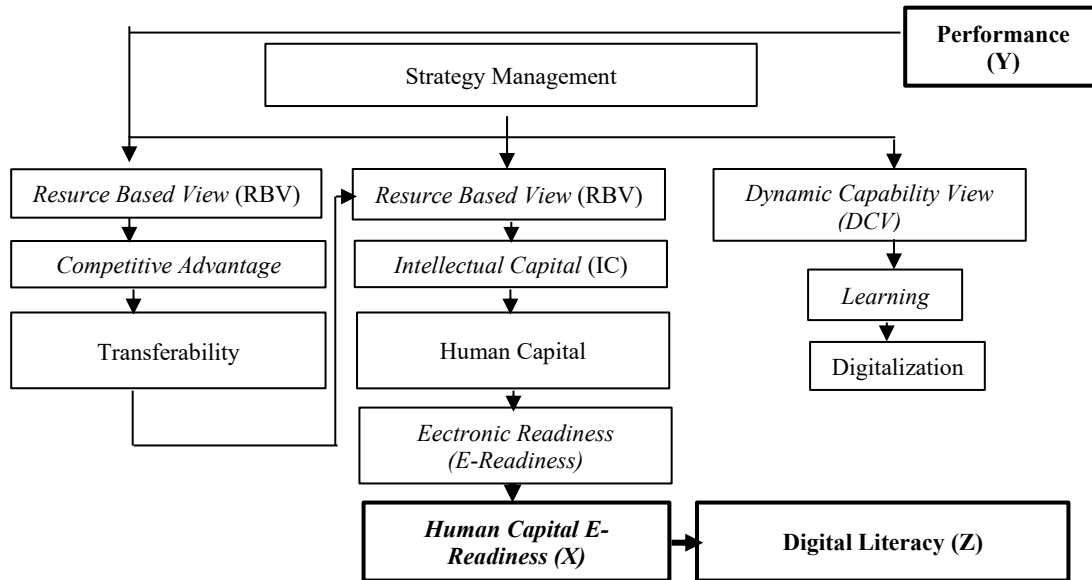 Performance
(Y)
Strategy Management
Resurce Based View (RBV)
Resurce Based View (RBV)
Dynamic Capability View
(DCV)
Competitive Advantage
Intellectual Capital (IC)
Learning
Transferability
Human Capital
Digitalization
Eectronic Readiness
(E-Readiness)
Human Capital E-
Readiness (X)
Digital Literacy (Z)